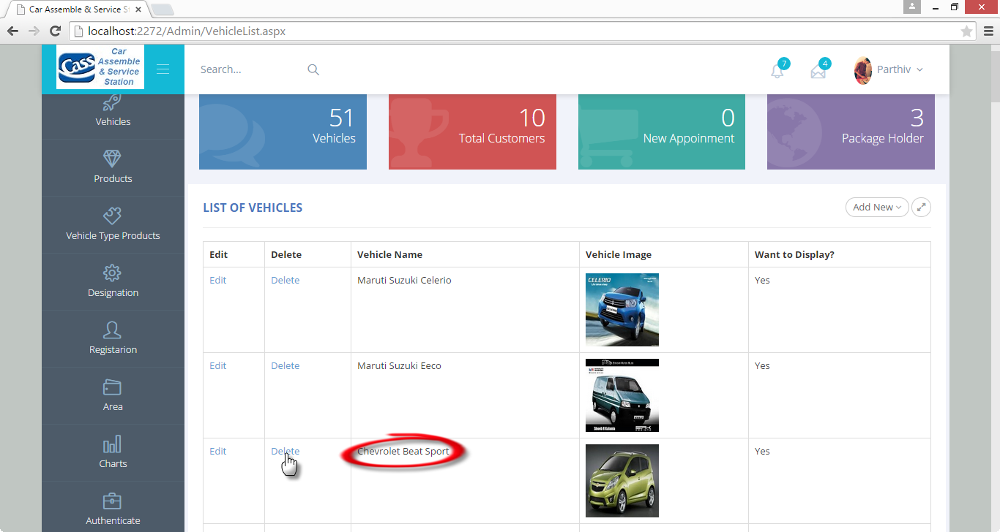 Car Assemble & Service St
localhost:2272/Admin/VehicleList.aspx
Cass
Car
Assemble
& Service
Station
Search...
7
4
Parthiv
Vehicles
Products
Vehicle Type Products
Designation
Registarion
Area
Charts
Authenticate
51
Vehicles
10
Total Customers
0
New Appoinment
3
Package Holder
LIST OF VEHICLES
Add New
Edit Delete Vehicle Name Vehicle Image Want to Display?
Edit Delete Maruti Suzuki Celerio Yes
CELERIO
Edit Delete Maruti Suzuki Eeco Yes
Edit Delete Chevrolet Beat Sport Yes